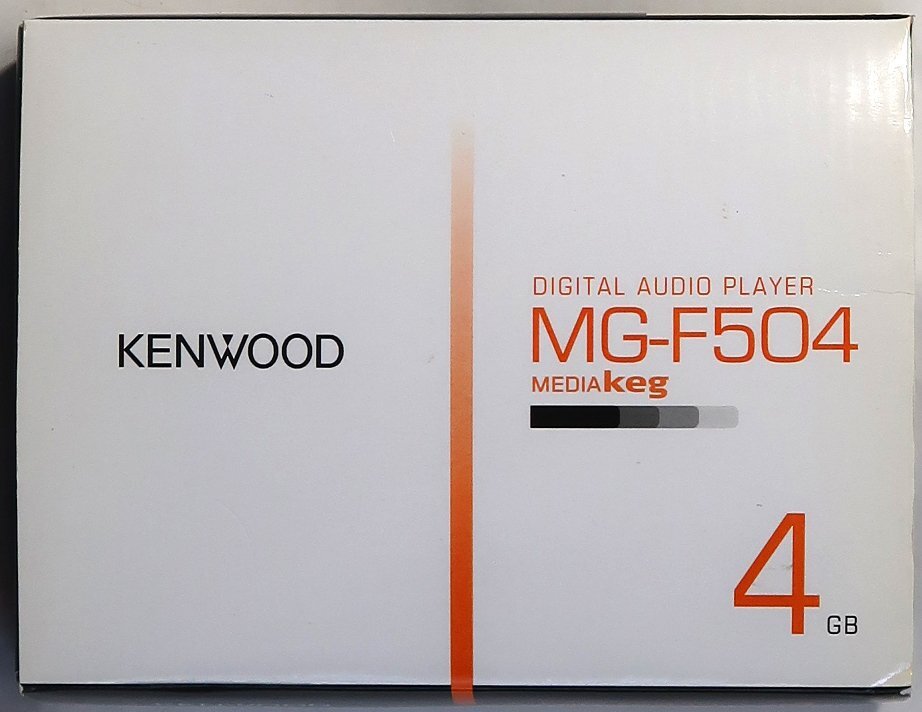 KENWOOD
DIGITAL AUDIO PLAYER
MG-F504
MEDIAkeg
4
GB